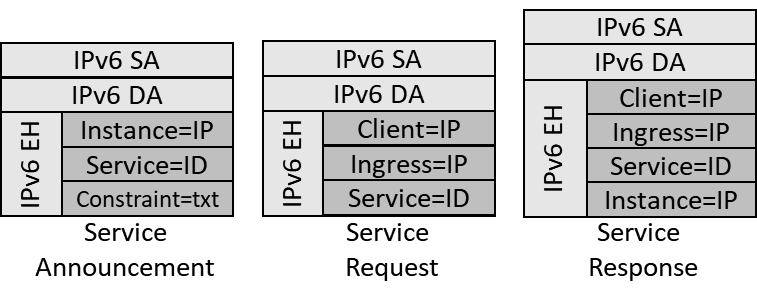 IPv6 SA
IPv6 DA
IPv6 EH
Instance=IP
Service=ID
Constraint=txt
Service
Announcement
IPv6 SA
IPv6 DA
IPv6 EH
Client=IP
Ingress=IP
Service=ID
Service
Request
IPv6 SA
IPv6 DA
IPv6 EH
Client=IP
Ingress=IP
Service=ID
Instance=IP
Service
Response